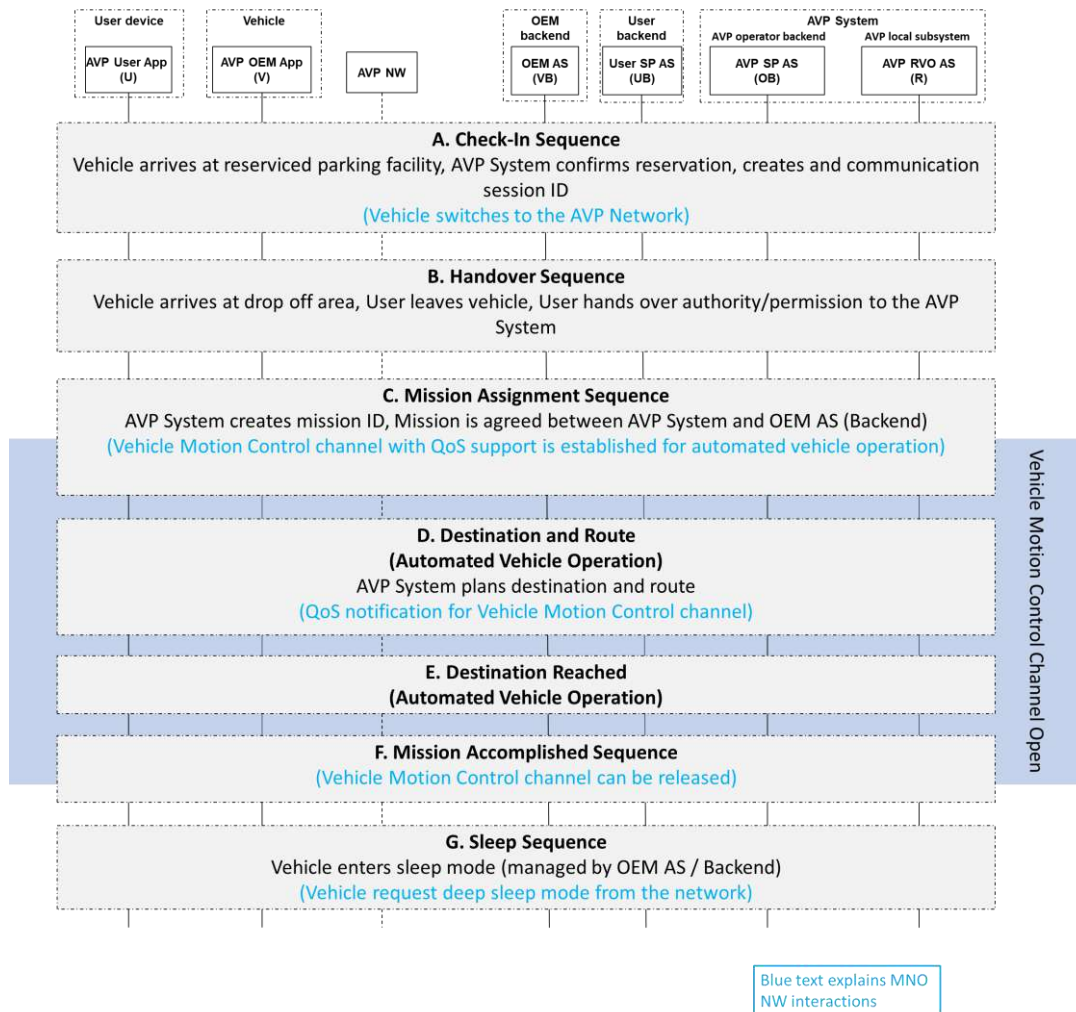 User device
Vehicle
OEM
backend
User
backend
AVP System
AVP operator backend
AVP local subsystem
AVP User App
(U)
AVP OEM App
(V)
AVP NW
OEM AS
(VB)
User SP AS
(UB)
AVP SP AS
(OB)
AVP RVO AS
(R)
A. Check-In Sequence
Vehicle arrives at reserviced parking facility, AVP System confirms reservation, creates and communication
session ID
(Vehicle switches to the AVP Network)
B. Handover Sequence
Vehicle arrives at drop off area, User leaves vehicle, User hands over authority/permission to the AVP
System
C. Mission Assignment Sequence
AVP System creates mission ID, Mission is agreed between AVP System and OEM AS (Backend)
(Vehicle Motion Control channel with QoS support is established for automated vehicle operation)
D. Destination and Route
(Automated Vehicle Operation)
AVP System plans destination and route
(QoS notification for Vehicle Motion Control channel)
E. Destination Reached
(Automated Vehicle Operation)
F. Mission Accomplished Sequence
(Vehicle Motion Control channel can be released)
Vehicle Motion Control Channel Open
G. Sleep Sequence
Vehicle enters sleep mode (managed by OEM AS / Backend)
(Vehicle request deep sleep mode from the network)
Blue text explains MNO
NW interactions